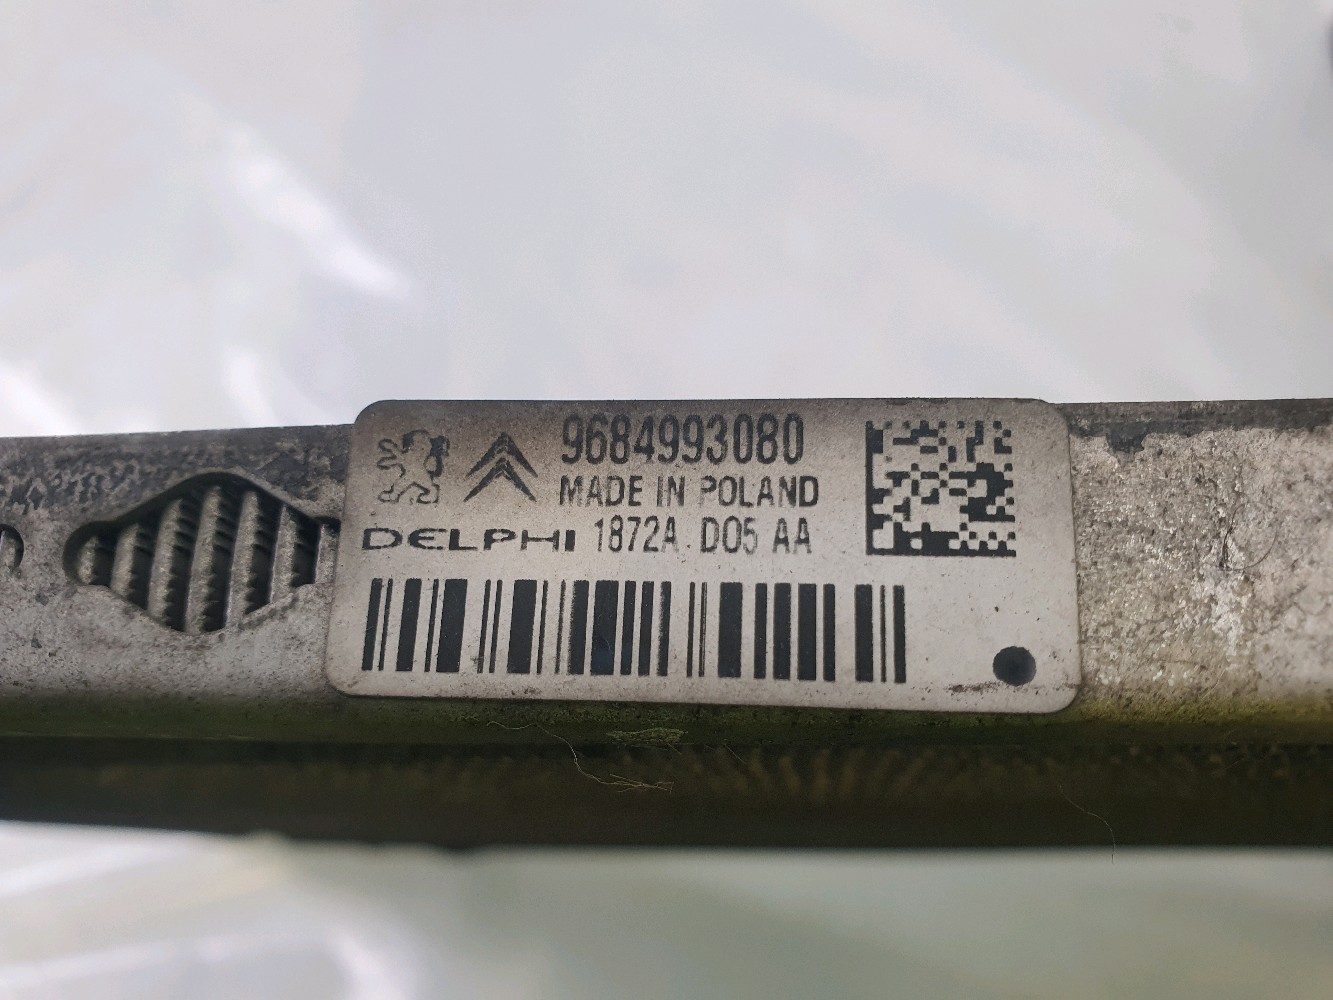 9684993080
MADE IN POLAND
DELPHI 1872A D05 AA